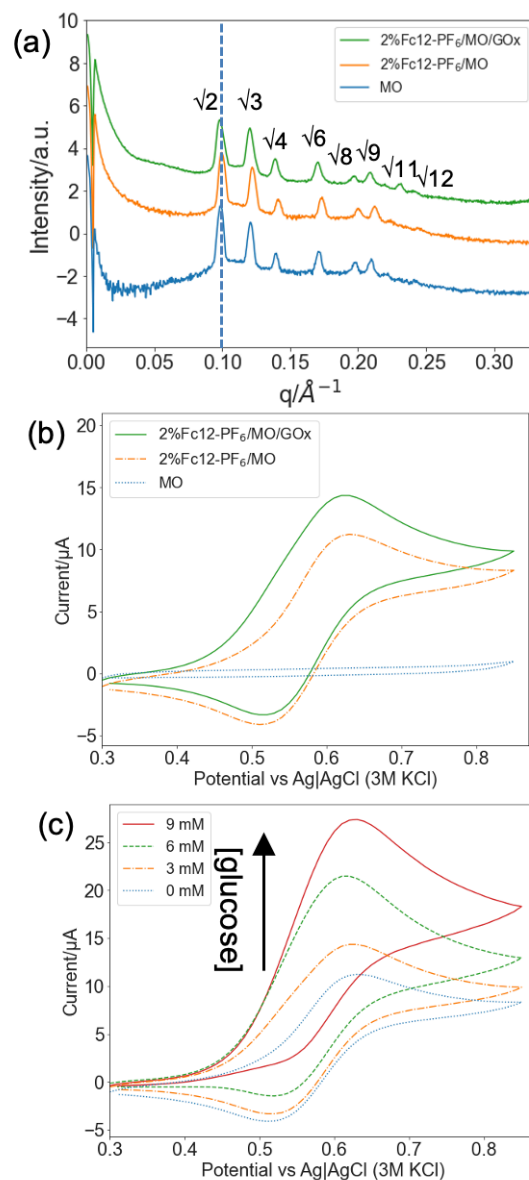 (a)
2%Fc12-PF₆/MO/GOx
2%Fc12-PF₆/MO
MO
√2
√3
√4
√6
√8
√9
√11
√12
Intensity/a.u.
10
8
6
4
2
0
−2
−4
0.00
0.05
0.10
0.15
0.20
0.25
0.30
q/Å⁻¹
(b)
2%Fc12-PF₆/MO/GOx
2%Fc12-PF₆/MO
MO
Current/µA
20
15
10
5
0
−5
0.3
0.4
0.5
0.6
0.7
0.8
Potential vs Ag|AgCl (3M KCl)
(c)
9 mM
6 mM
3 mM
0 mM
[glucose]
Current/µA
25
20
15
10
5
0
−5
0.3
0.4
0.5
0.6
0.7
0.8
Potential vs Ag|AgCl (3M KCl)